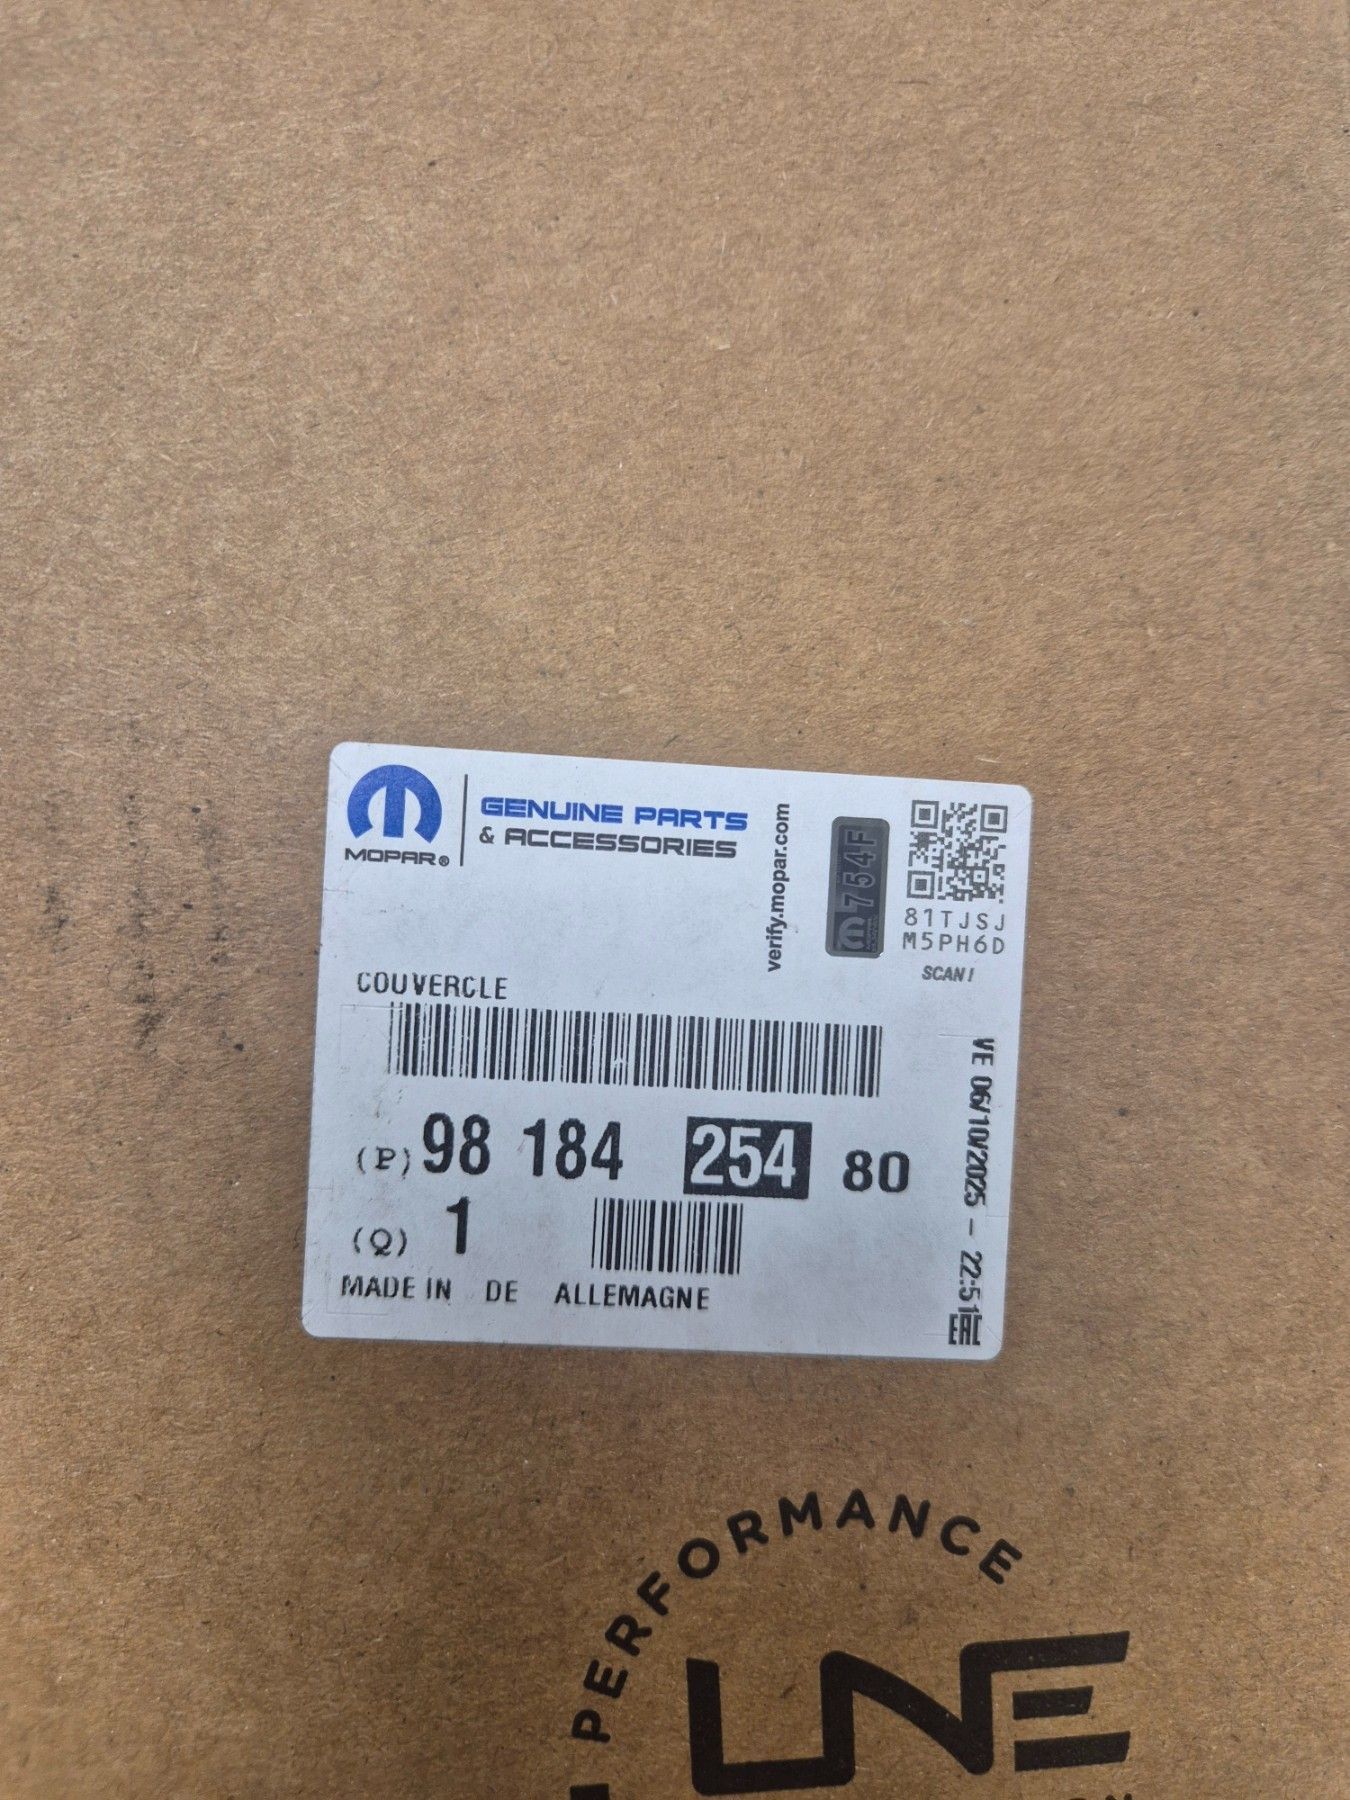 MOPAR®
GENUINE PARTS
& ACCESSORIES
verify.mopar.com
754F
81TJSJ
M5PH6D
SCAN!
COUVERCLE
(P) 98 184 254 80
(Q) 1
MADE IN DE ALLEMAGNE
VE 06/10/2025 - 22:51
EAC
PERFORMANCE
LNE